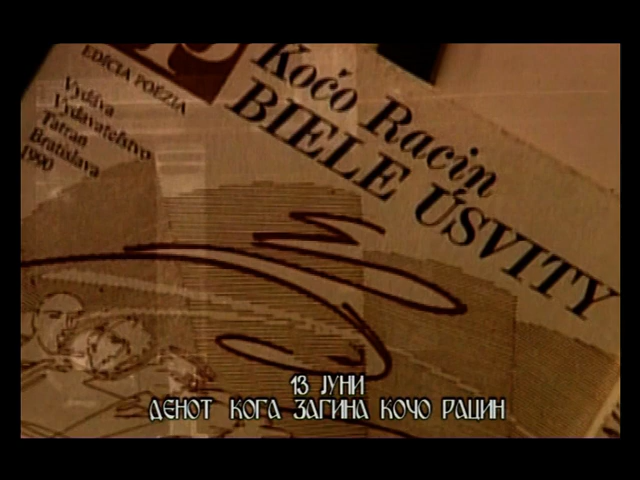 EDÍCIA POÉZIA
Vydáva
Vydavateľstvo
Tatran
Bratislava
1990
Kočo Racin
BIELE ÚSVITY
13 ЈУНИ
ДЕНОТ КОГА ЗАГИНА КОЧО РАЦИН